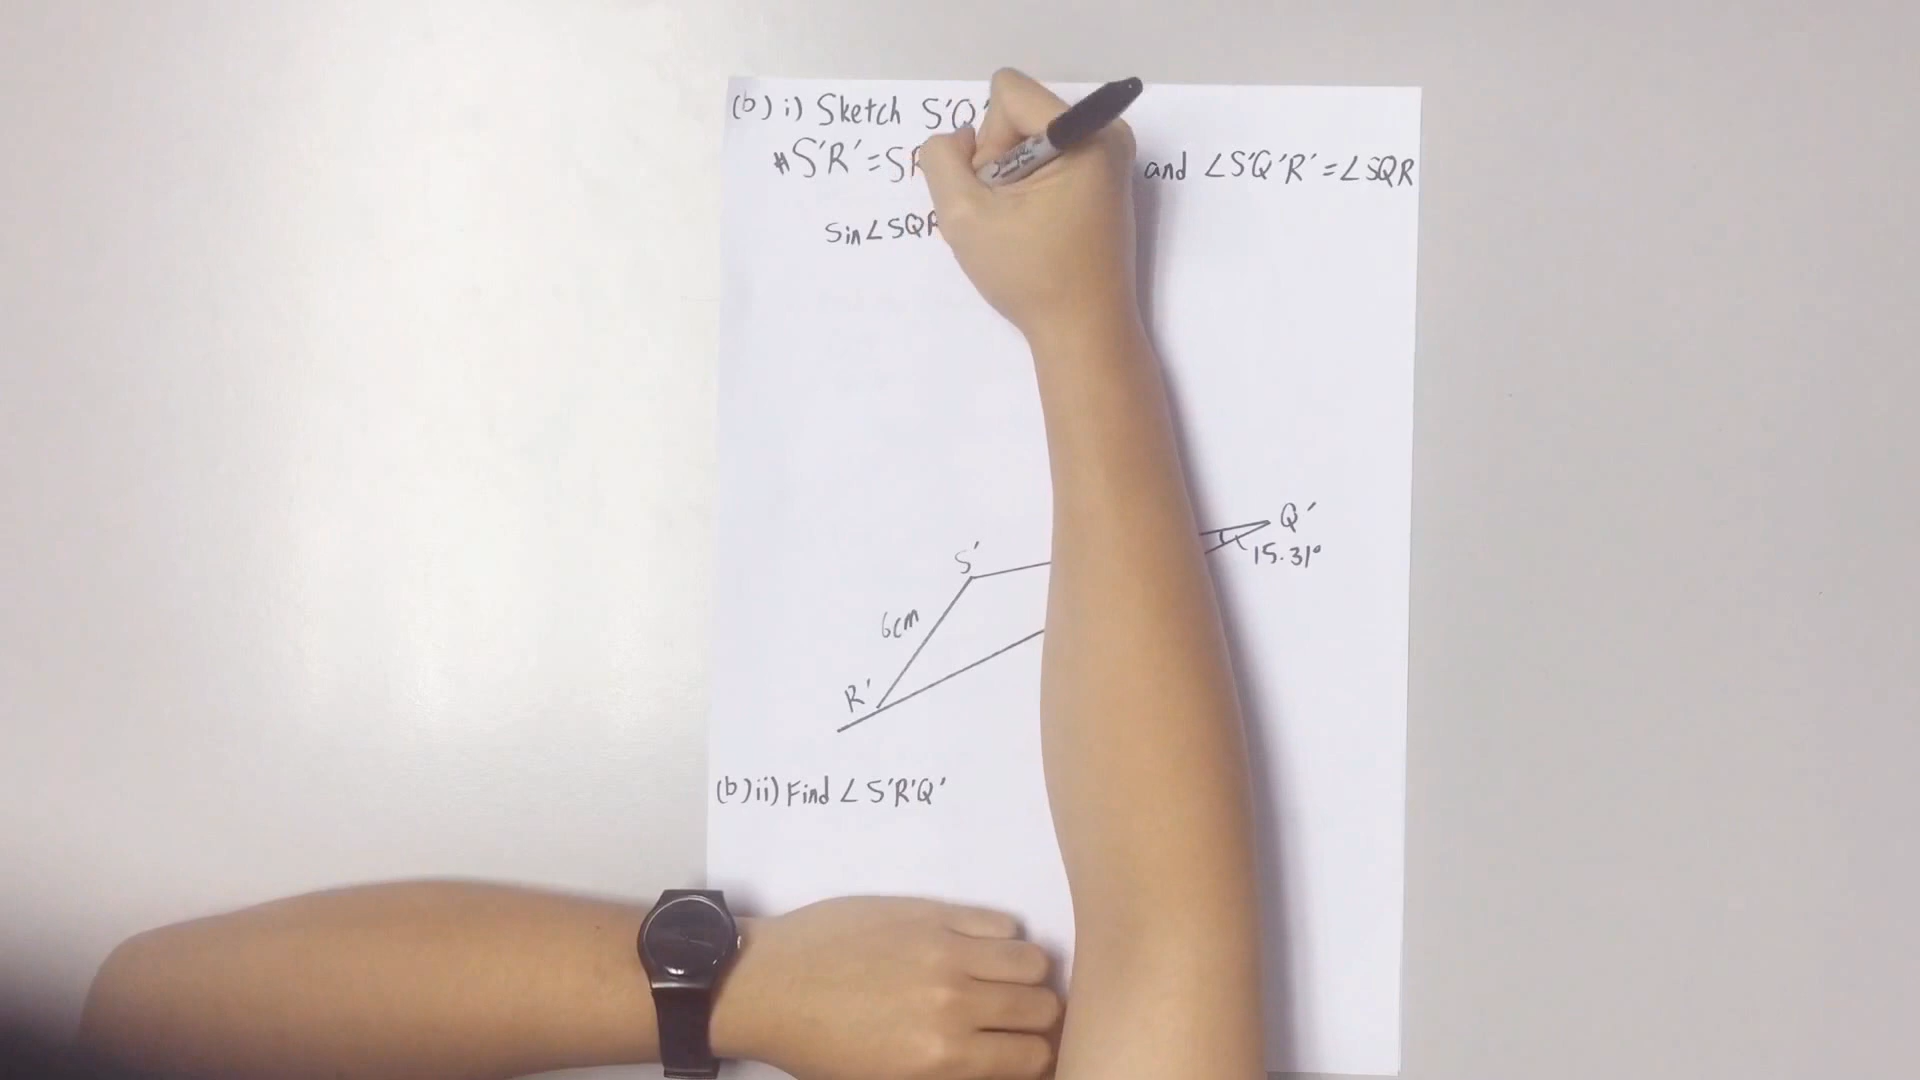 (b) i) Sketch S'Q'
S'R' = SR and ∠S'Q'R' = ∠SQR
Sin∠SQR
Q'
15.31°
S'
6cm
R'
(b) ii) Find ∠S'R'Q'